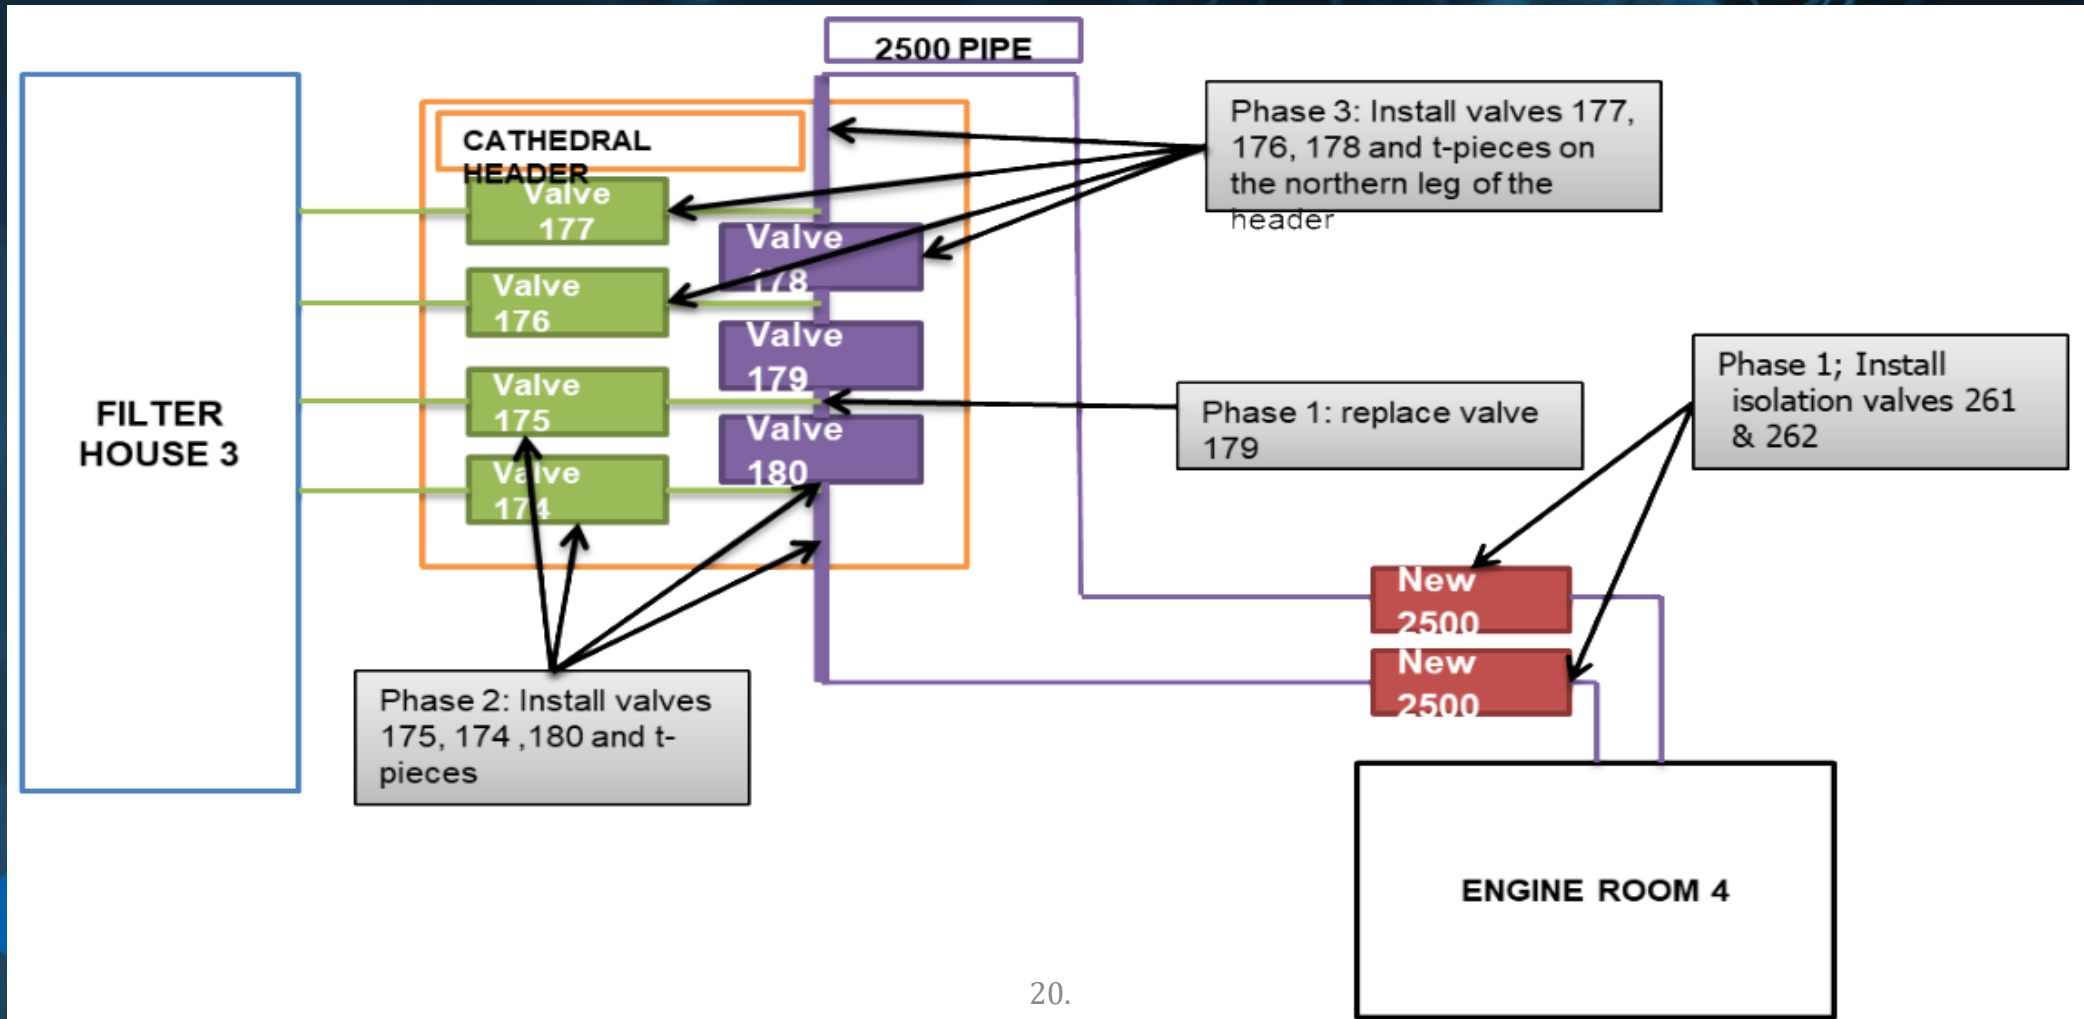 2500 PIPE
CATHEDRAL
HEADER
Valve
177
Valve
178
Valve
176
Valve
179
Valve
175
Valve
180
Valve
174
FILTER
HOUSE 3
Phase 3: Install valves 177,
176, 178 and t-pieces on
the northern leg of the
header
Phase 1: replace valve
179
Phase 1; Install
isolation valves 261
& 262
New
2500
New
2500
Phase 2: Install valves
175, 174 ,180 and t-
pieces
ENGINE ROOM 4
20.